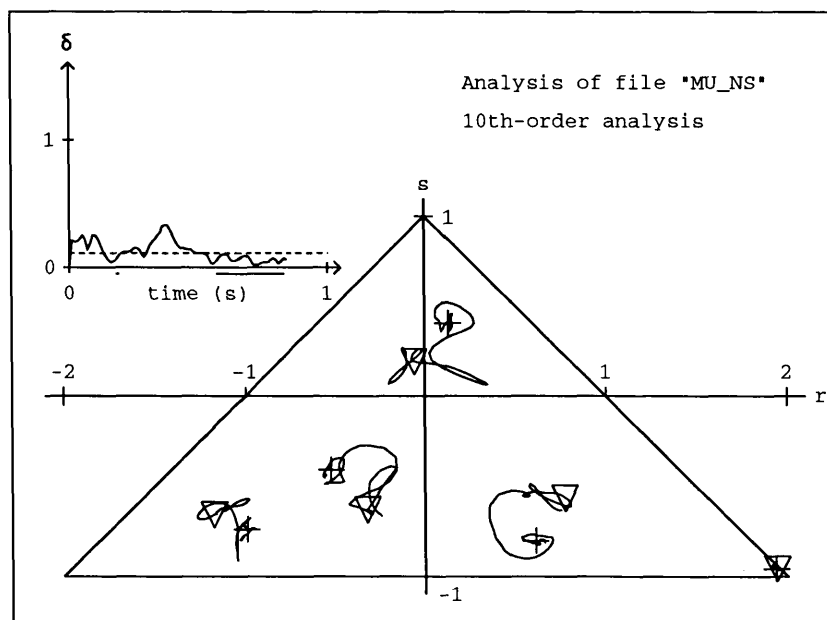 δ
Analysis of file "MU_NS"
10th-order analysis
1
s
1
0
0
time (s)
1
-2
-1
1
2
r
-1